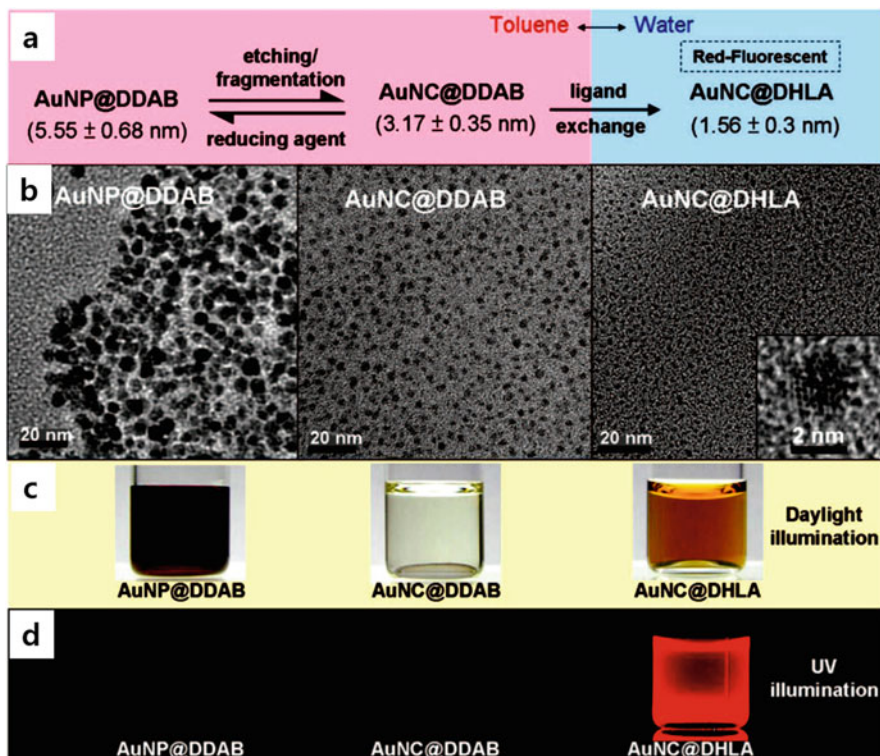 a
Toluene ⟷ Water
etching/
fragmentation
Red-Fluorescent
AuNP@DDAB
AuNC@DDAB
ligand
AuNC@DHLA
(5.55 ± 0.68 nm)
reducing agent
(3.17 ± 0.35 nm)
exchange
(1.56 ± 0.3 nm)
b
AuNP@DDAB
AuNC@DDAB
AuNC@DHLA
20 nm
20 nm
20 nm
2 nm
c
Daylight
illumination
AuNP@DDAB
AuNC@DDAB
AuNC@DHLA
d
UV
illumination
AuNP@DDAB
AuNC@DDAB
AuNC@DHLA